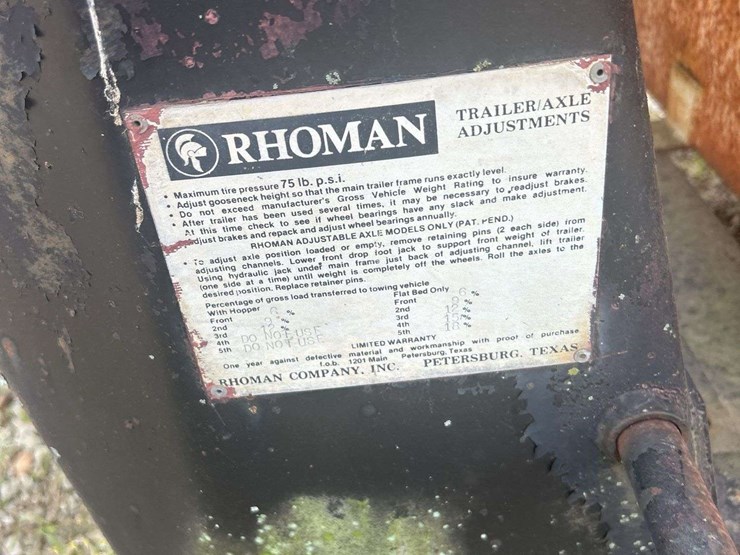 RHOMAN
TRAILER/AXLE
ADJUSTMENTS
• Maximum tire pressure 75 lb. p.s.i.
• Adjust gooseneck height so that the main trailer frame runs exactly level.
• Do not exceed manufacturer's Gross Vehicle Weight Rating to insure warranty.
• After trailer has been used several times, it may be necessary to readjust brakes.
At this time check to see if wheel bearings have any slack and make adjustment.
Adjust brakes and repack and adjust wheel bearings annually.
RHOMAN ADJUSTABLE AXLE MODELS ONLY (PAT. PEND.)
• To adjust axle position loaded or empty, remove retaining pins (2 each side) from
adjusting channels. Lower front drop foot jack to support front weight of trailer.
Using hydraulic jack under main frame just back of adjusting channel, lift trailer
(one side at a time) until weight is completely off the wheels. Roll the axles to the
desired position. Replace retainer pins.
Percentage of gross load transferred to towing vehicle
With Hopper
Flat Bed Only
Front 8 %
Front 6 %
2nd
2nd
3rd
3rd
4th DO NOT USE
4th
5th DO NOT USE
5th
LIMITED WARRANTY
One year against defective material and workmanship with proof of purchase
f.o.b. 1201 Main Petersburg, Texas
RHOMAN COMPANY, INC. PETERSBURG, TEXAS